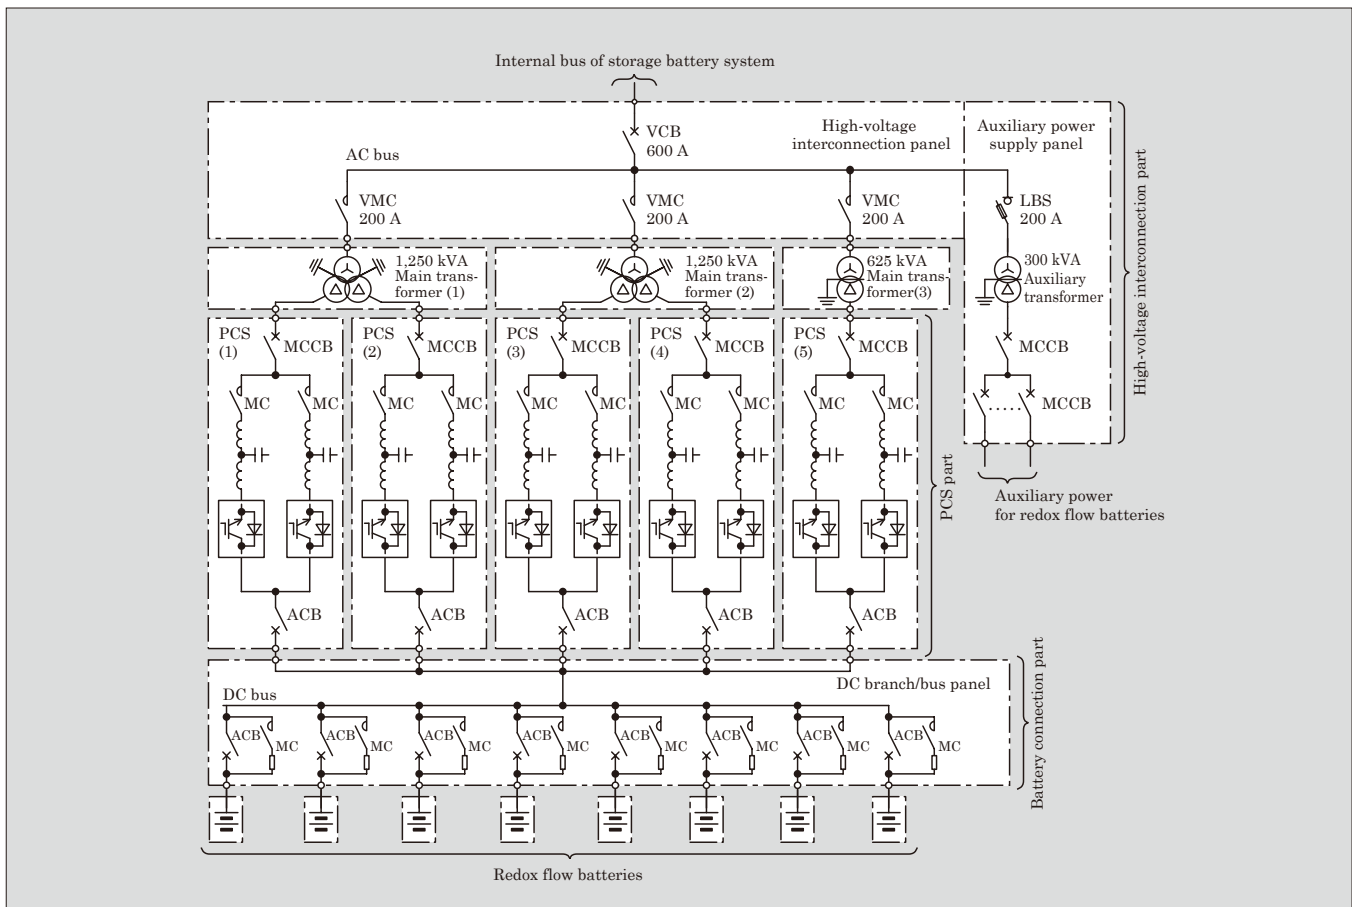 Internal bus of storage battery system
VCB
600 A
High-voltage
interconnection panel
Auxiliary power
supply panel
AC bus
VMC
200 A
VMC
200 A
VMC
200 A
LBS
200 A
High-voltage interconnection part
1,250 kVA
Main trans-
former (1)
1,250 kVA
Main trans-
former (2)
625 kVA
Main trans-
former(3)
300 kVA
Auxiliary
transformer
PCS
(1)
MCCB
PCS
(2)
MCCB
PCS
(3)
MCCB
PCS
(4)
MCCB
PCS
(5)
MCCB
MCCB
MC
MC
MC
MC
MC
MC
MC
MC
MC
MC
MCCB
PCS part
Auxiliary power
for redox flow batteries
ACB
ACB
ACB
ACB
ACB
DC bus
DC branch/bus panel
Battery connection part
ACB
MC
ACB
MC
ACB
MC
ACB
MC
ACB
MC
ACB
MC
ACB
MC
ACB
MC
Redox flow batteries